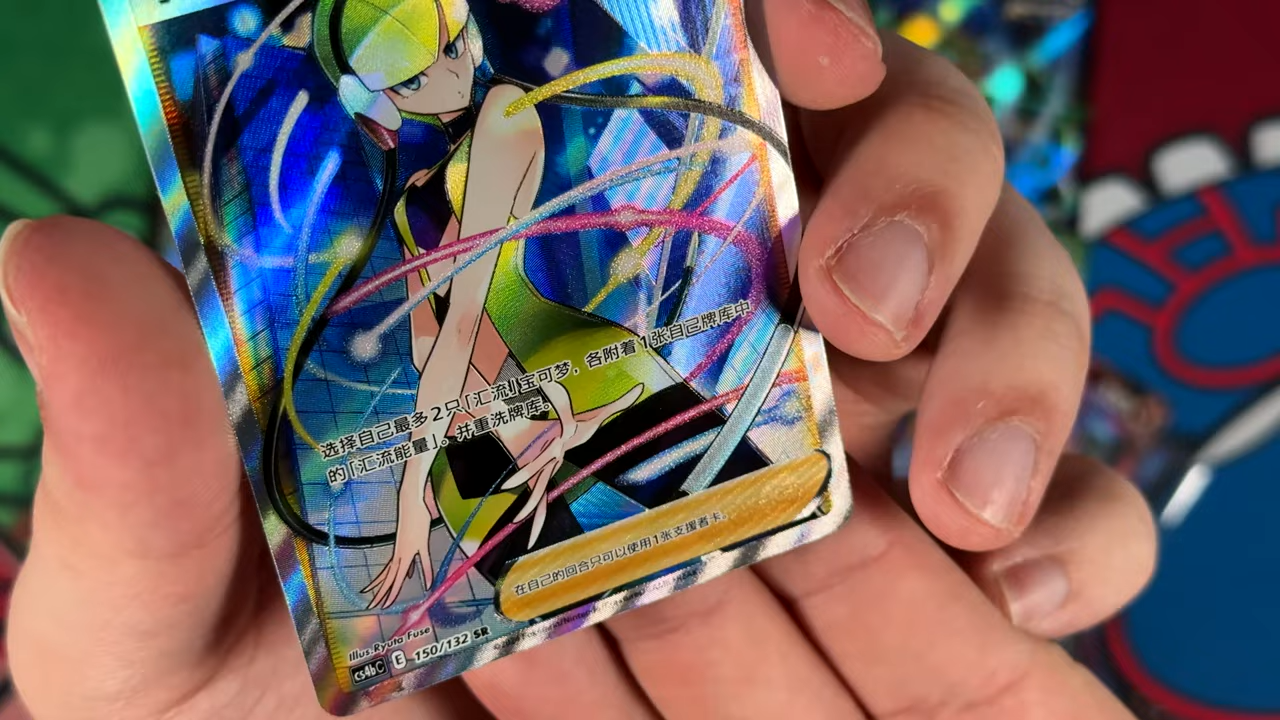 选择自己最多2只「汇流」宝可梦，各附着1张自己牌库中
的「汇流能量」。并重洗牌库。
在自己的回合只可以使用1张支援者卡。
Illus. Ryuta Fuse
cs4bC E 150/132 SR